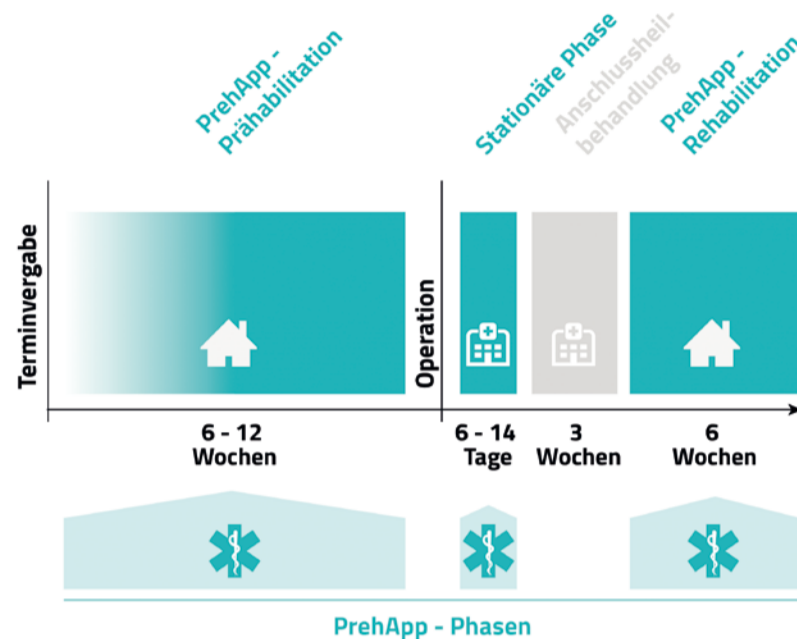 PrehApp -
Prähabilitation
Stationäre Phase
Anschlussheil-
behandlung
PrehApp -
Rehabilitation
Terminvergabe
Operation
6 - 12
Wochen
6 - 14
Tage
3
Wochen
6
Wochen
PrehApp - Phasen